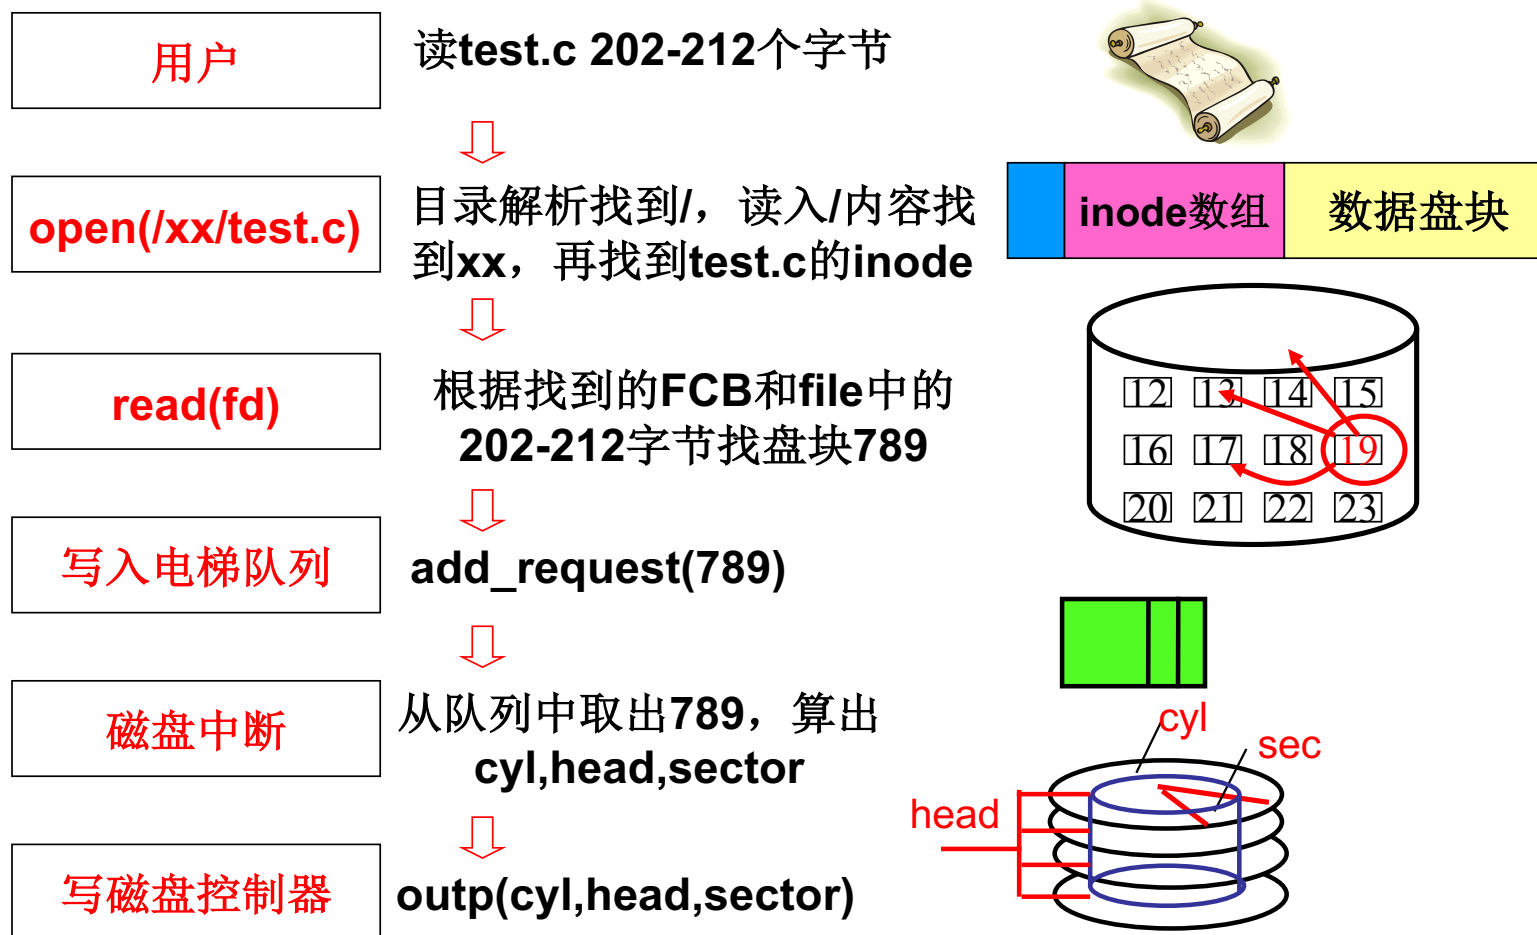 用户
读test.c 202-212个字节
open(/xx/test.c)
目录解析找到/，读入/内容找
到xx，再找到test.c的inode
inode数组
数据盘块
read(fd)
根据找到的FCB和file中的
202-212字节找盘块789
12 13 14 15
16 17 18 19
20 21 22 23
写入电梯队列
add_request(789)
磁盘中断
从队列中取出789，算出
cyl,head,sector
cyl
sec
head
写磁盘控制器
outp(cyl,head,sector)